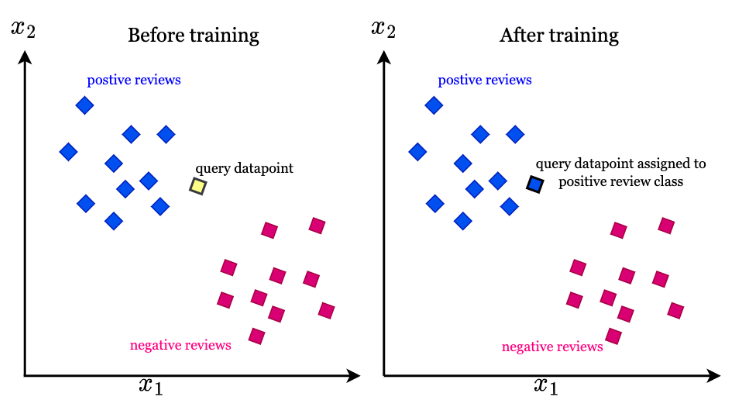 x2
Before training
postive reviews
query datapoint
negative reviews
x1
x2
After training
postive reviews
query datapoint assigned to
positive review class
negative reviews
x1